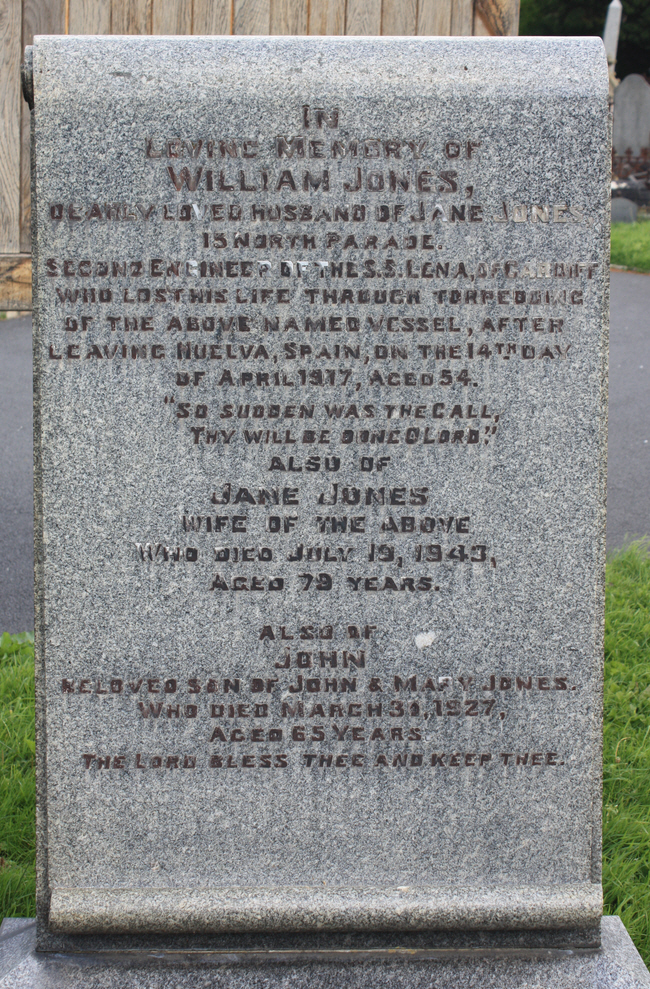 IN
LOVING MEMORY OF
WILLIAM JONES,
DEARLY LOVED HUSBAND OF JANE JONES
15 NORTH PARADE.
SECOND ENGINEER OF THE S.S. LENA, OF CARDIFF
WHO LOST HIS LIFE THROUGH TORPEDOING
OF THE ABOVE NAMED VESSEL, AFTER
LEAVING HUELVA, SPAIN, ON THE 14TH DAY
OF APRIL 1917, AGED 54.
"SO SUDDEN WAS THE CALL,
THY WILL BE DONE O LORD."
ALSO OF
JANE JONES
WIFE OF THE ABOVE
WHO DIED JULY 19, 1943,
AGED 79 YEARS.
ALSO OF
JOHN
BELOVED SON OF JOHN & MARY JONES.
WHO DIED MARCH 31, 1927,
AGED 65 YEARS
THE LORD BLESS THEE AND KEEP THEE.